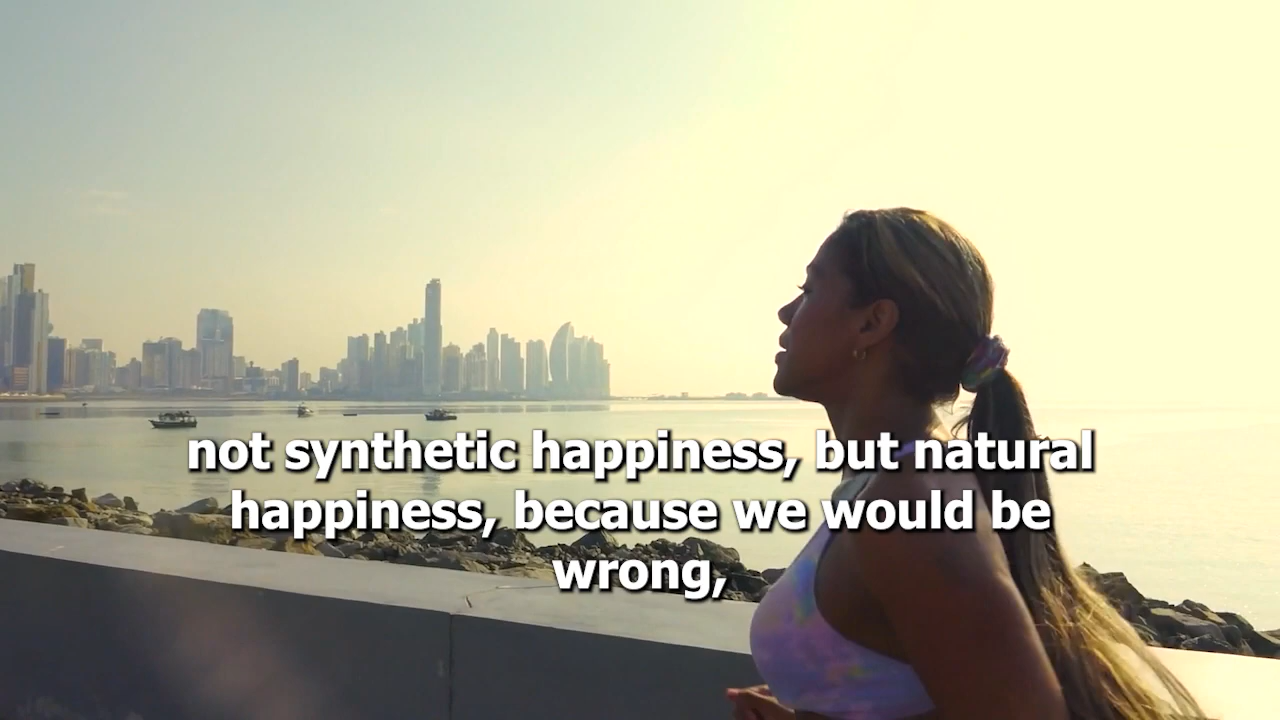 not synthetic happiness, but natural
happiness, because we would be
wrong,